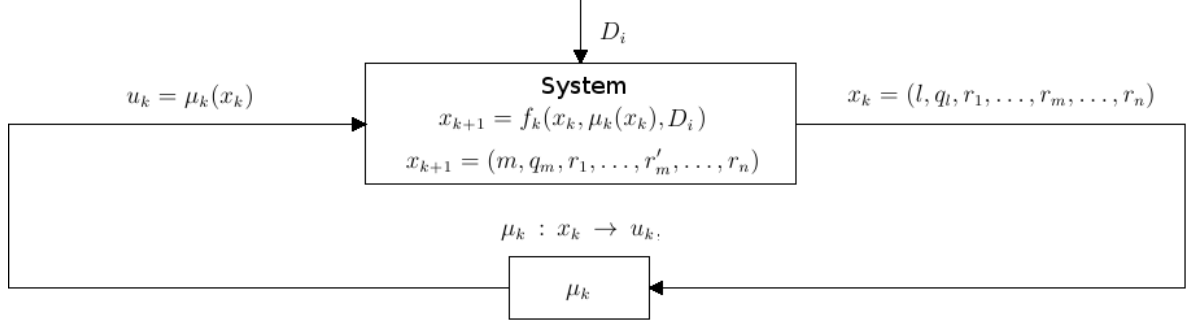 D_i
System
u_k = μ_k(x_k)
x_k = (l, q_l, r_1, . . . , r_m, . . . , r_n)
x_{k+1} = f_k(x_k, μ_k(x_k), D_i)
x_{k+1} = (m, q_m, r_1, . . . , r'_m, . . . , r_n)
μ_k : x_k → u_k,
μ_k